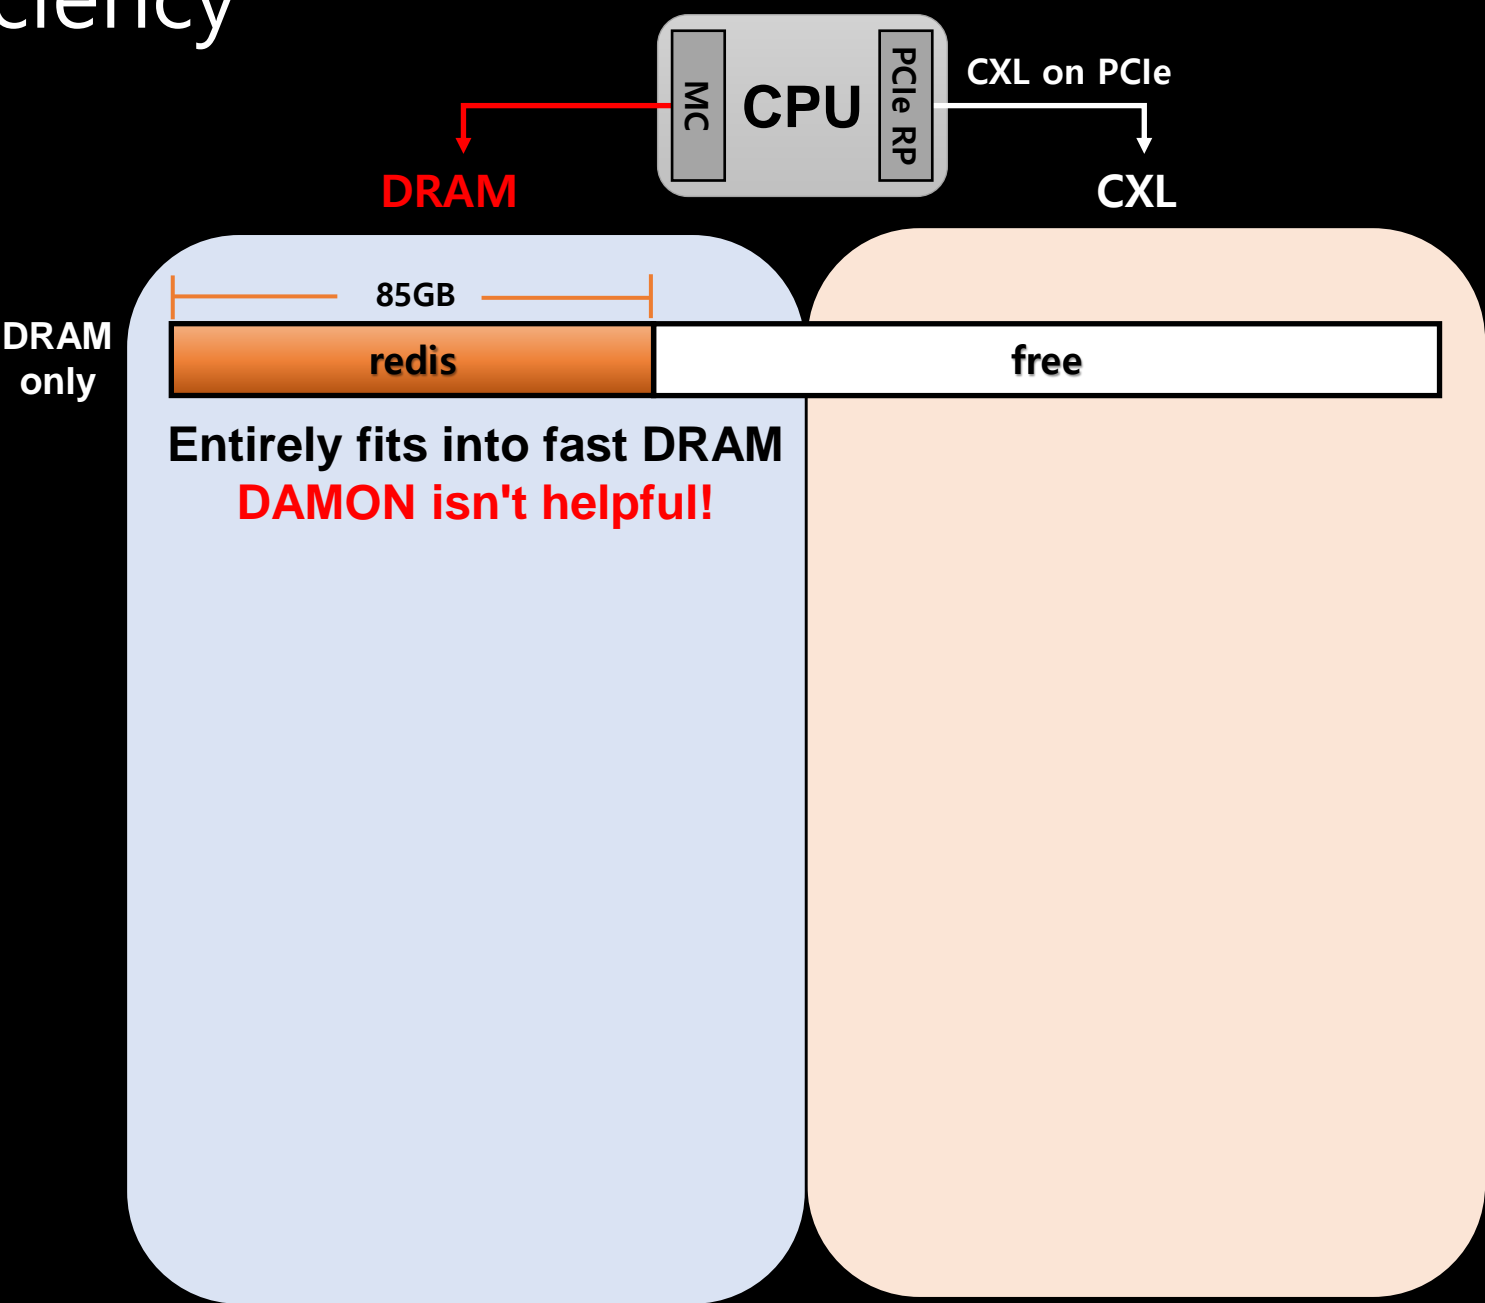 ciency
MC
CPU
PCIe RP
CXL on PCIe
DRAM
CXL
85GB
DRAM
only
redis
free
Entirely fits into fast DRAM
DAMON isn't helpful!